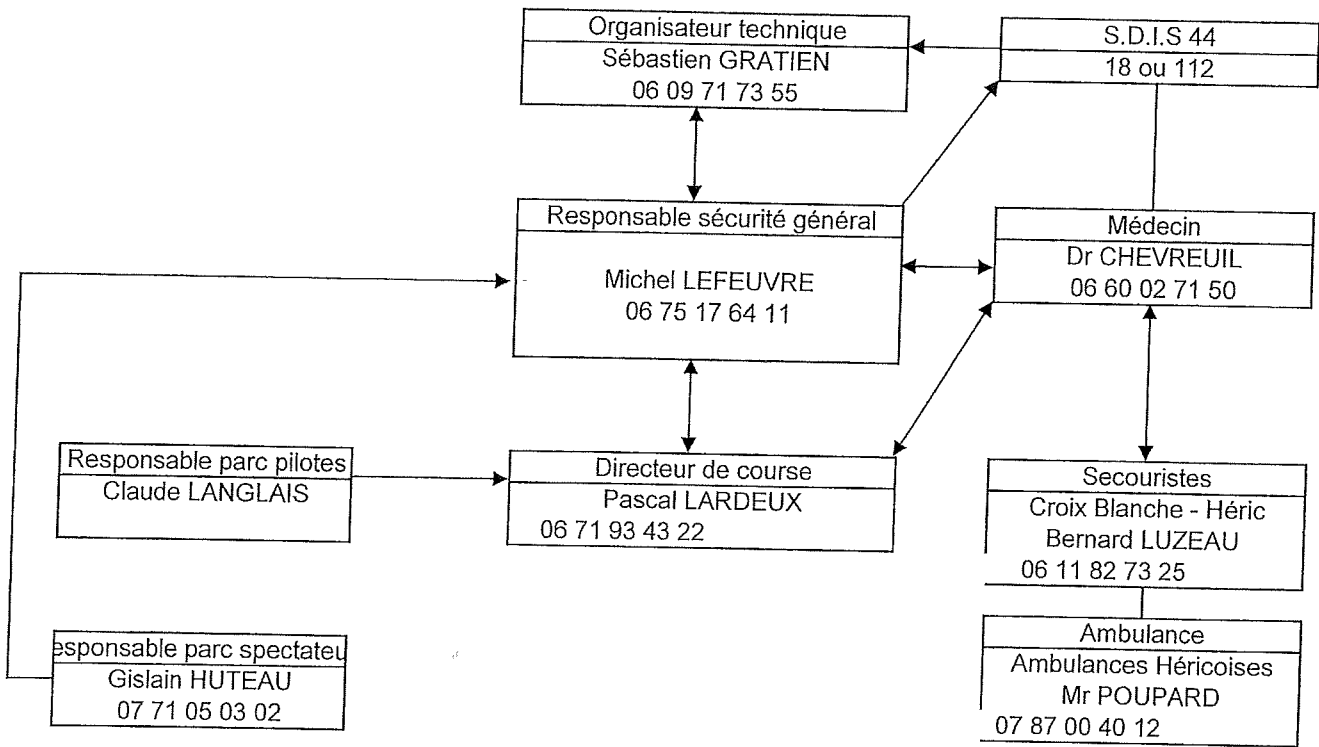 Organisateur technique
Sébastien GRATIEN
06 09 71 73 55
S.D.I.S 44
18 ou 112
Responsable sécurité général
Michel LEFEUVRE
06 75 17 64 11
Médecin
Dr CHEVREUIL
06 60 02 71 50
Responsable parc pilotes
Claude LANGLAIS
Directeur de course
Pascal LARDEUX
06 71 93 43 22
Secouristes
Croix Blanche - Héric
Bernard LUZEAU
06 11 82 73 25
esponsable parc spectateu
Gislain HUTEAU
07 71 05 03 02
Ambulance
Ambulances Héricoises
Mr POUPARD
07 87 00 40 12